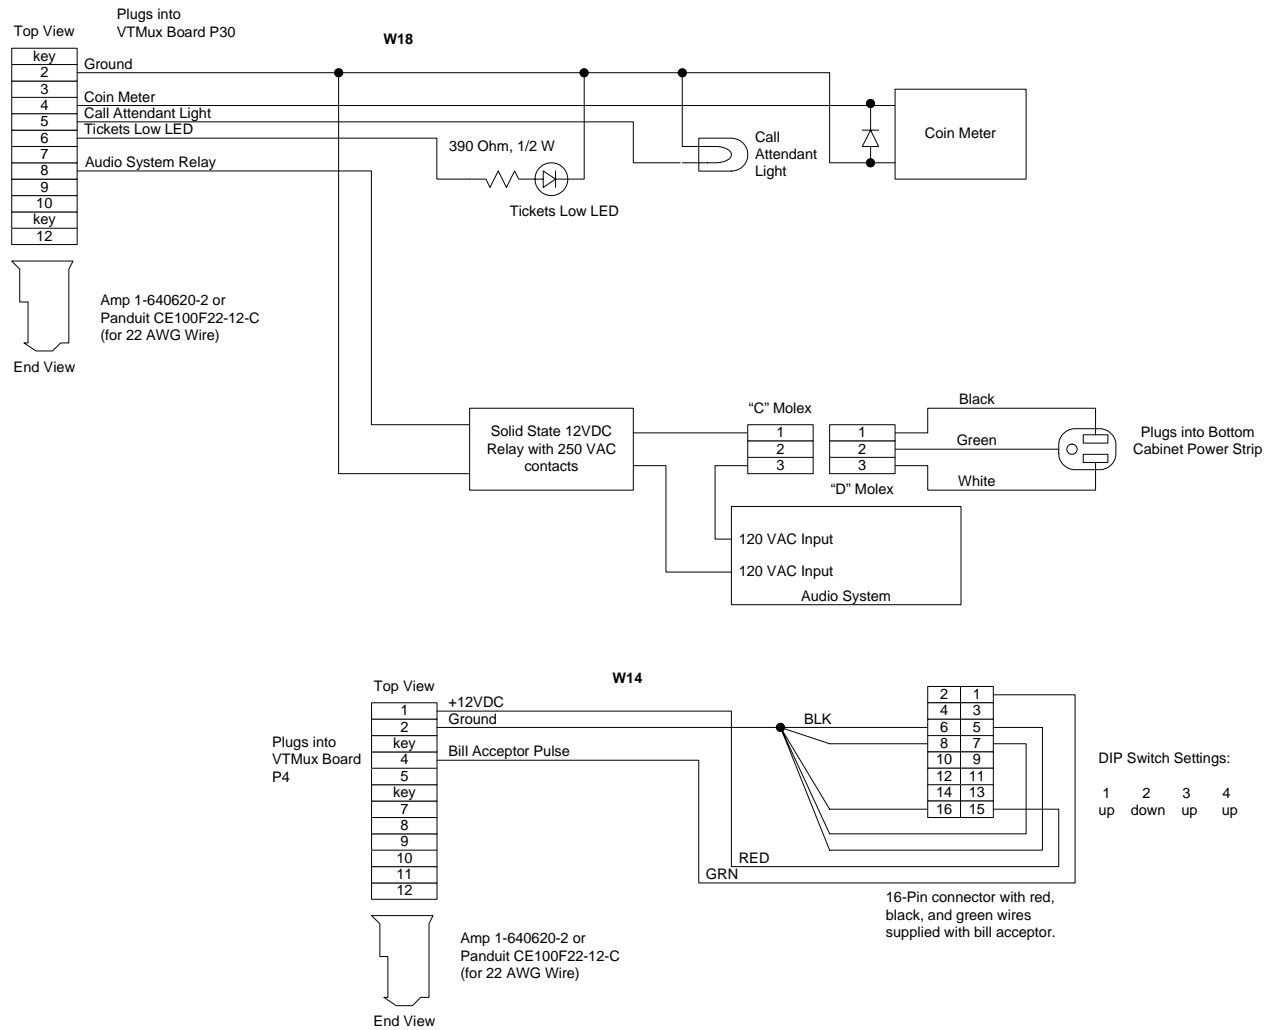 Plugs into
VTMux Board P30
Top View
W18
key
2
3
4
5
6
7
8
9
10
key
12
Ground
Coin Meter
Call Attendant Light
Tickets Low LED
Audio System Relay
390 Ohm, 1/2 W
Tickets Low LED
Call
Attendant
Light
Coin Meter
Amp 1-640620-2 or
Panduit CE100F22-12-C
(for 22 AWG Wire)
End View
Solid State 12VDC
Relay with 250 VAC
contacts
“C” Molex
1
2
3
1
2
3
“D” Molex
Black
Green
White
Plugs into Bottom
Cabinet Power Strip
120 VAC Input
120 VAC Input
Audio System
W14
Top View
Plugs into
VTMux Board
P4
1
2
key
4
5
key
7
8
9
10
11
12
+12VDC
Ground
Bill Acceptor Pulse
BLK
RED
GRN
2 1
4 3
6 5
8 7
10 9
12 11
14 13
16 15
DIP Switch Settings:
1 2 3 4
up down up up
16-Pin connector with red,
black, and green wires
supplied with bill acceptor.
Amp 1-640620-2 or
Panduit CE100F22-12-C
(for 22 AWG Wire)
End View